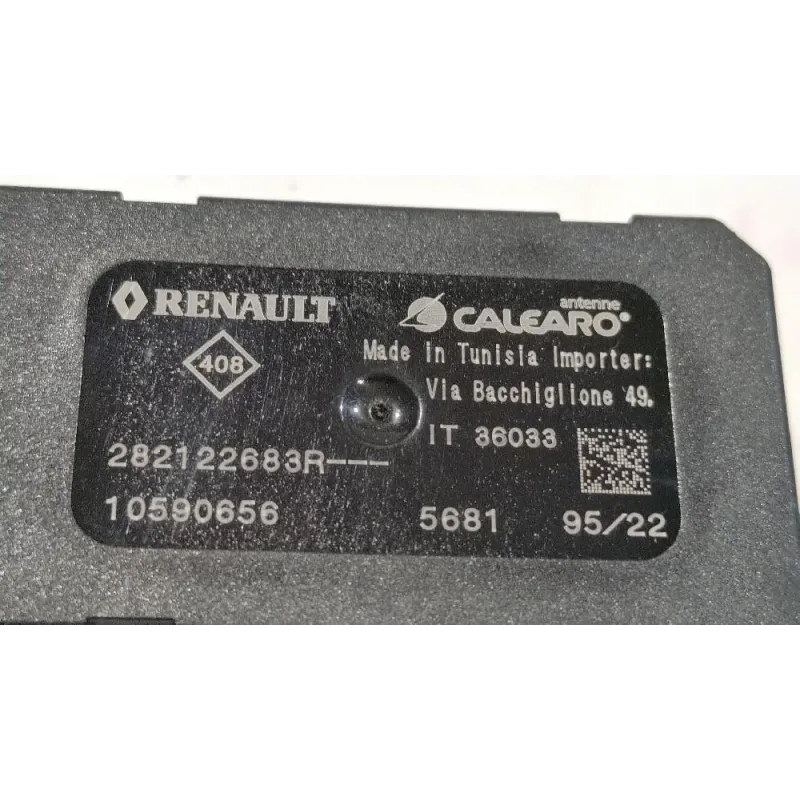 RENAULT
antenne
CALEARO
408
Made in Tunisia Importer:
Via Bacchiglione 49.
IT 36033
282122683R---
10590656 5681 95/22